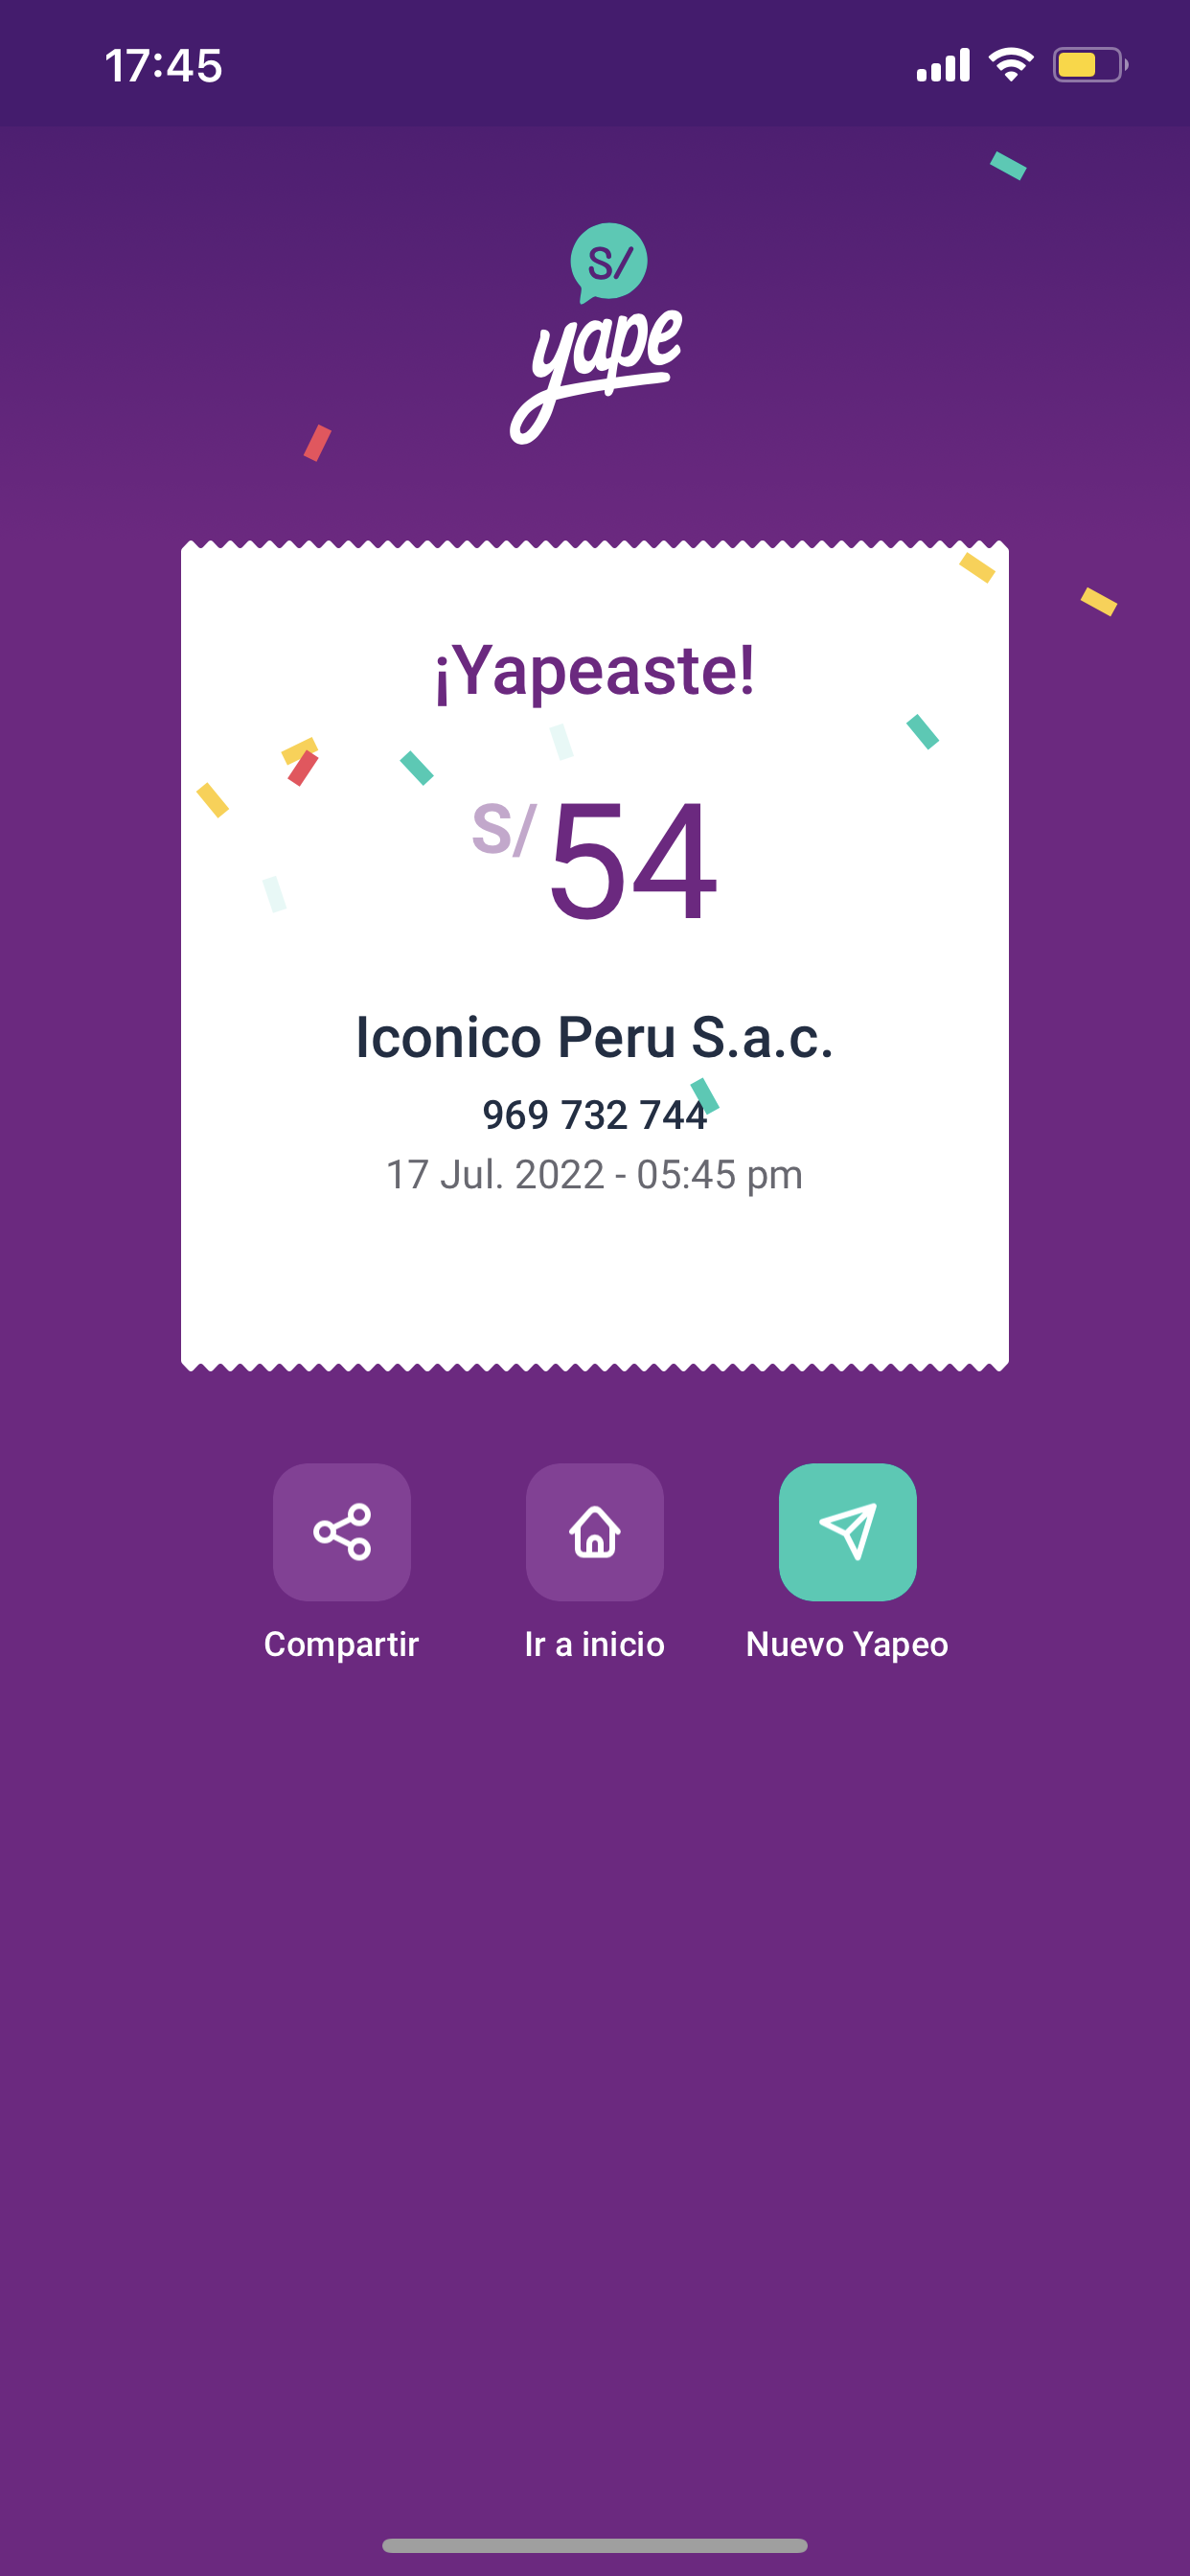 17:45
S/
yape
¡Yapeaste!
S/ 54
Iconico Peru S.a.c.
969 732 744
17 Jul. 2022 - 05:45 pm
Compartir
Ir a inicio
Nuevo Yapeo